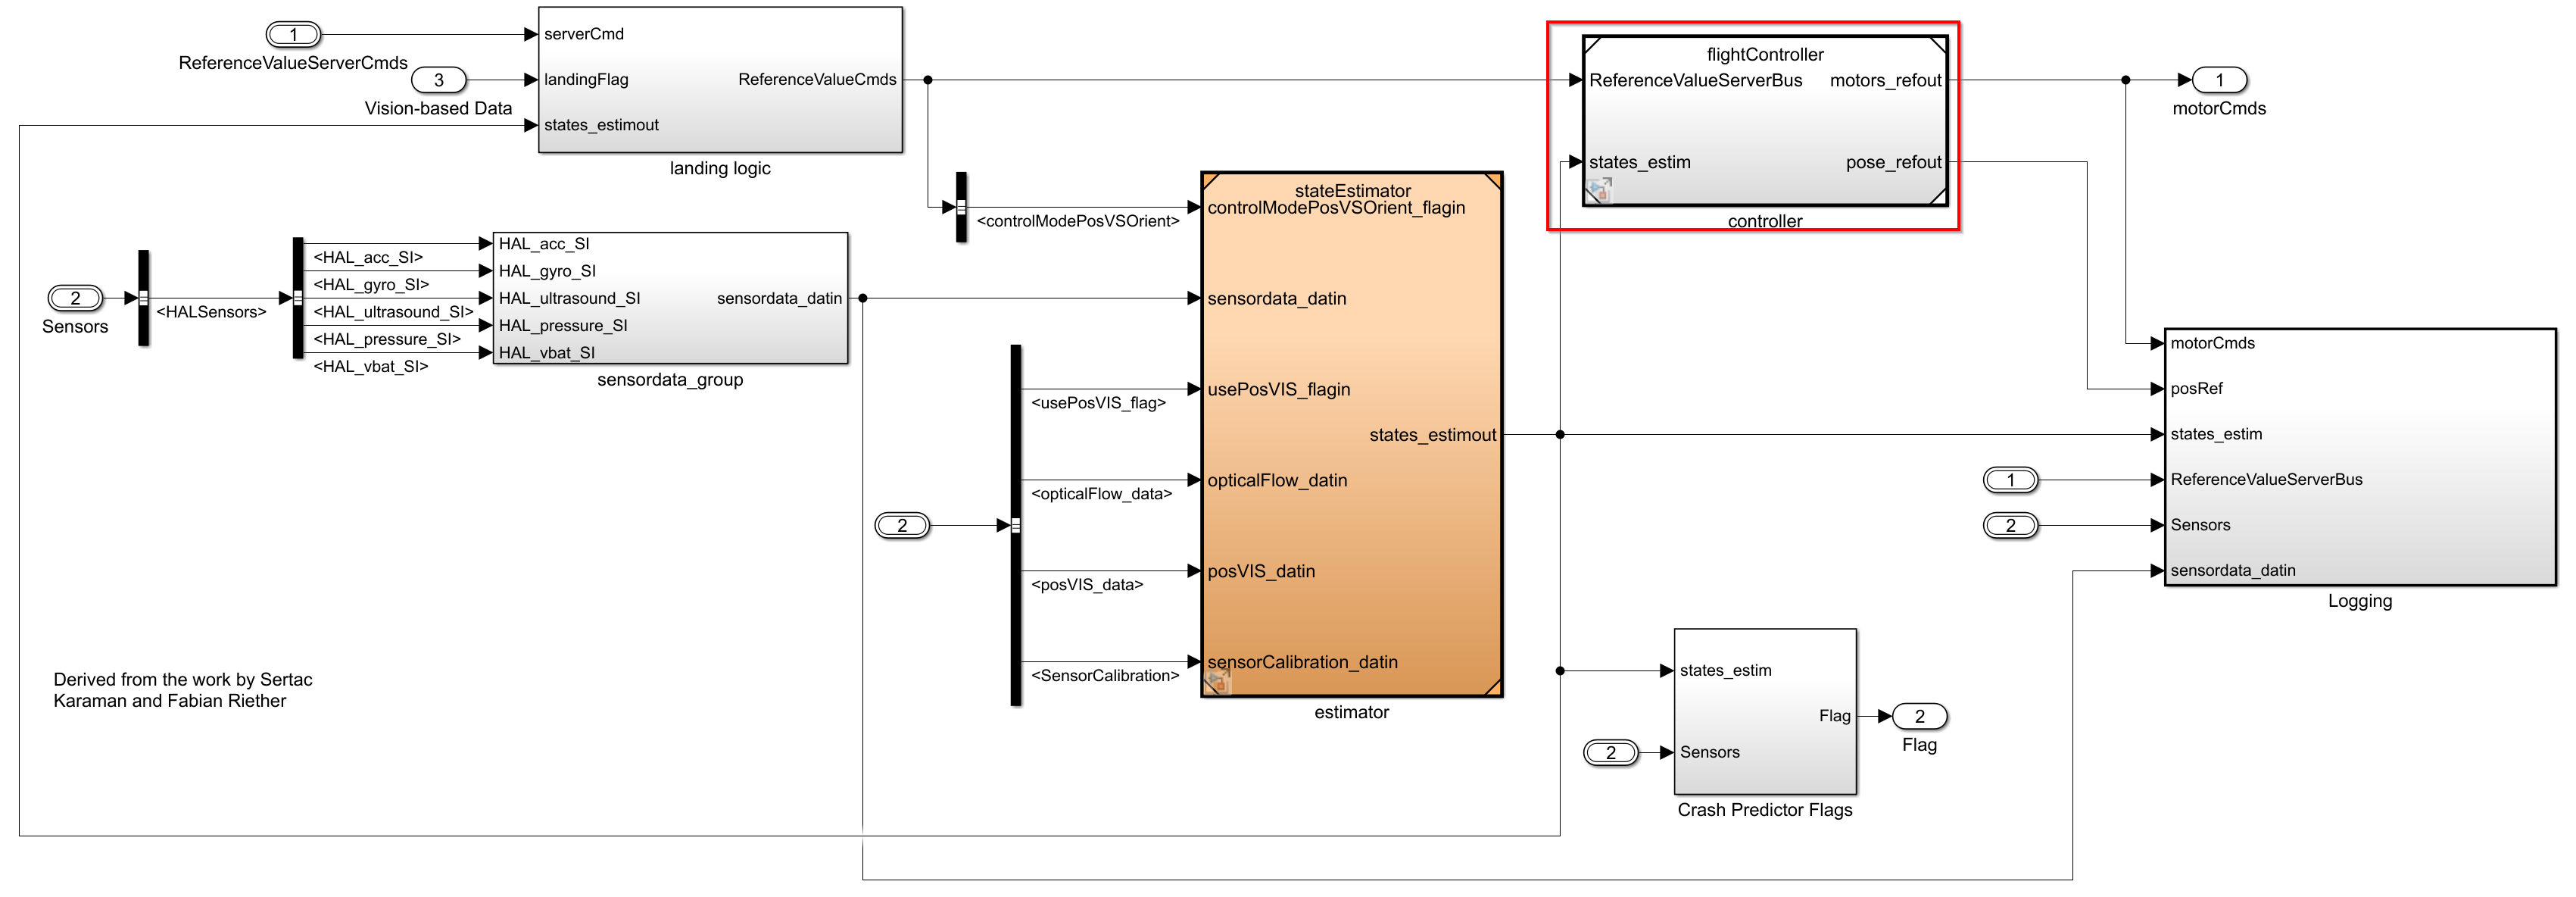 1
ReferenceValueServerCmds
3
Vision-based Data
serverCmd
landingFlag
states_estimout
ReferenceValueCmds
landing logic
flightController
ReferenceValueServerBus
motors_refout
states_estim
pose_refout
controller
1
motorCmds
<controlModePosVSOrient>
2
Sensors
<HALSensors>
<HAL_acc_SI>
<HAL_gyro_SI>
<HAL_ultrasound_SI>
<HAL_pressure_SI>
<HAL_vbat_SI>
HAL_acc_SI
HAL_gyro_SI
HAL_ultrasound_SI
HAL_pressure_SI
HAL_vbat_SI
sensordata_datin
sensordata_group
2
<usePosVIS_flag>
<opticalFlow_data>
<posVIS_data>
<SensorCalibration>
stateEstimator
controlModePosVSOrient_flagin
sensordata_datin
usePosVIS_flagin
opticalFlow_datin
posVIS_datin
sensorCalibration_datin
states_estimout
estimator
1
2
motorCmds
posRef
states_estim
ReferenceValueServerBus
Sensors
sensordata_datin
Logging
2
states_estim
Sensors
Flag
Crash Predictor Flags
2
Flag
Derived from the work by Sertac
Karaman and Fabian Riether